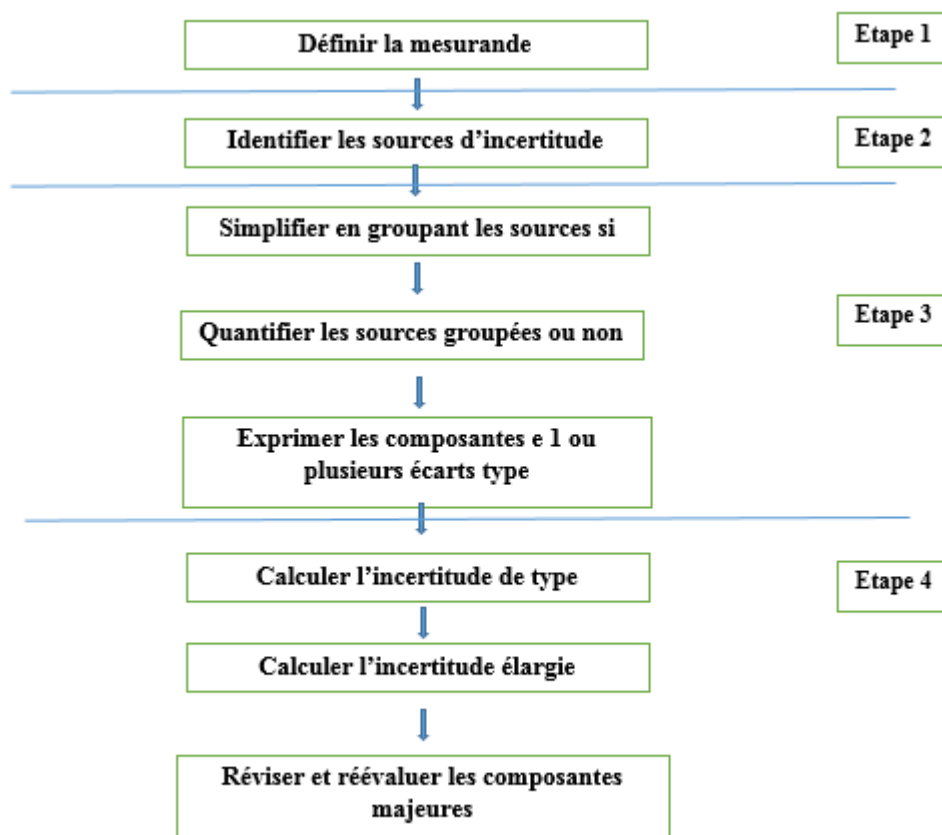 Définir la mesurande
Etape 1
Identifier les sources d'incertitude
Etape 2
Simplifier en groupant les sources si
Quantifier les sources groupées ou non
Etape 3
Exprimer les composantes e 1 ou
plusieurs écarts type
Calculer l'incertitude de type
Etape 4
Calculer l'incertitude élargie
Réviser et réévaluer les composantes
majeures